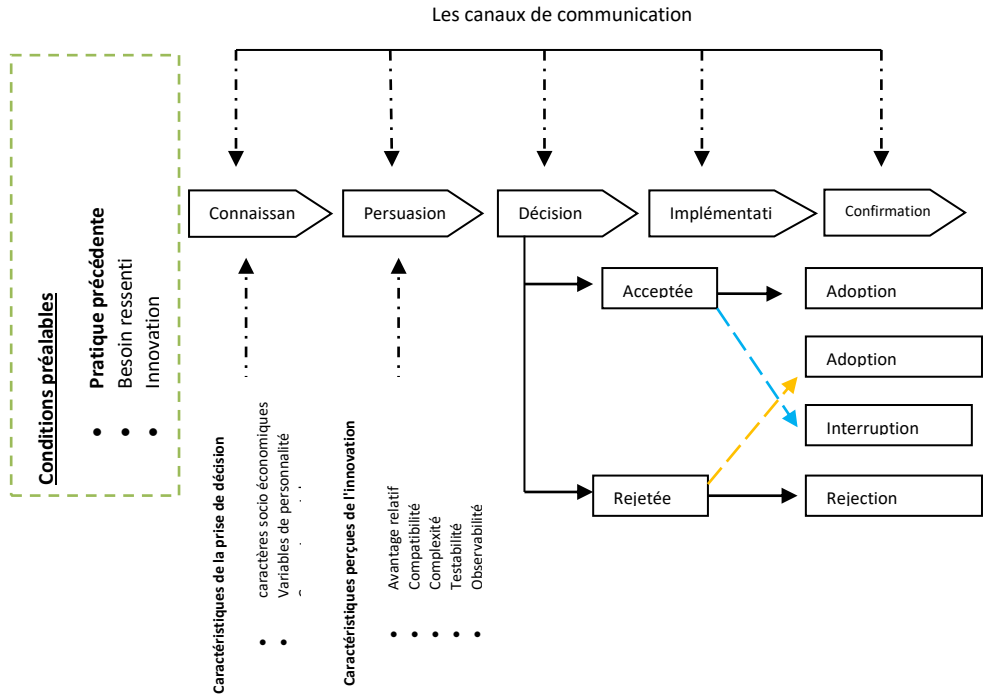 Les canaux de communication
Conditions préalables
• Pratique précédente
• Besoin ressenti
• Innovation
Connaissan
Persuasion
Décision
Implémentati
Confirmation
Acceptée
Adoption
Adoption
Interruption
Rejetée
Rejection
Caractéristiques de la prise de décision
• caractères socio économiques
• Variables de personnalité
Caractéristiques perçues de l'innovation
• Avantage relatif
• Compatibilité
• Complexité
• Testabilité
• Observabilité